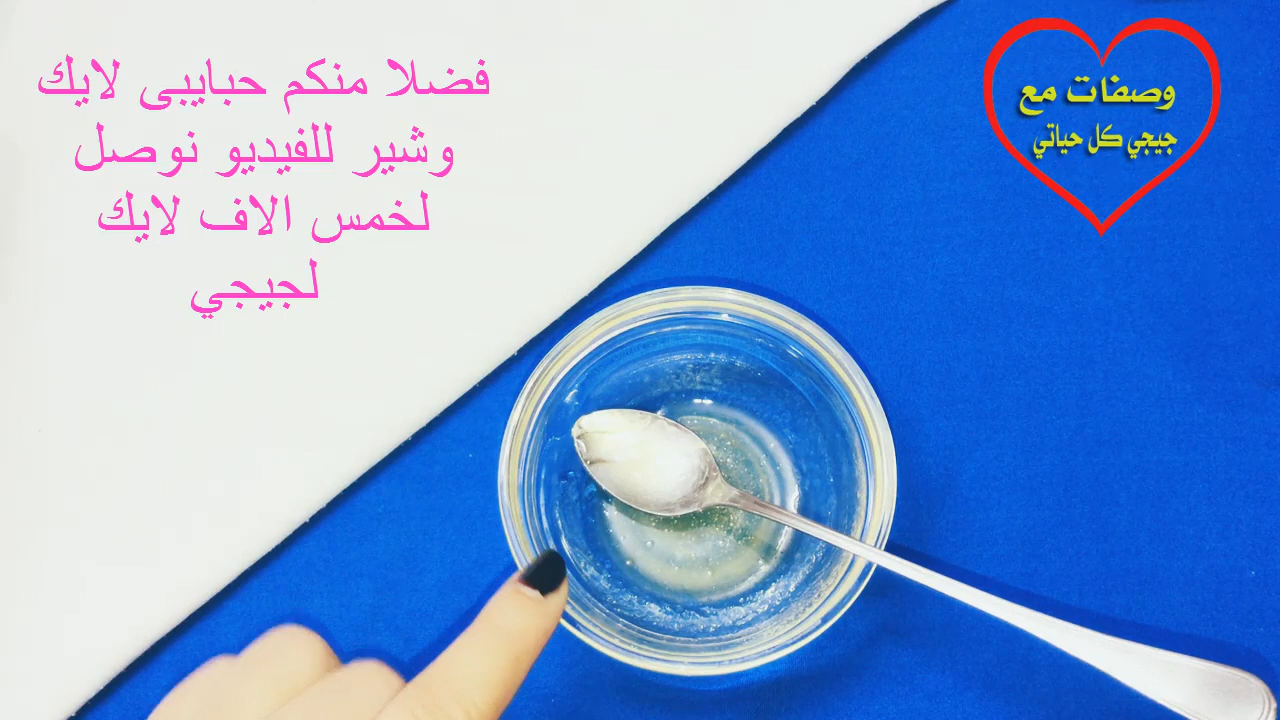 فضلا منكم حبايبى لايك
وشير للفيديو نوصل
لخمس الاف لايك
لجيجي
وصفات مع
جيجي كل حياتي